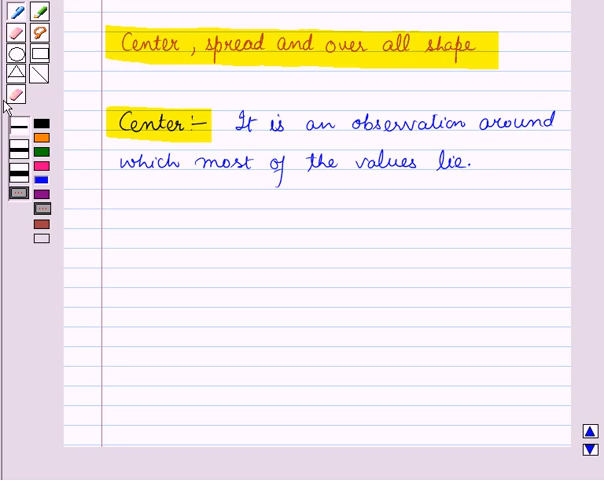 Center, spread and over all shape
Center:- It is an observation around
which most of the values lie.